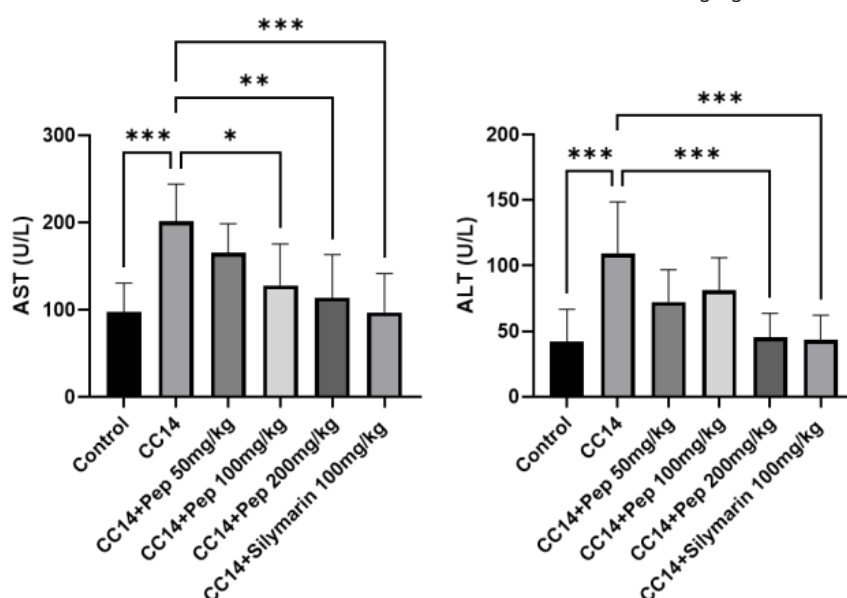 ***
**
*** *
300
200
100
0
AST (U/L)
Control
CC14
CC14+Pep 50mg/kg
CC14+Pep 100mg/kg
CC14+Pep 200mg/kg
CC14+Silymarin 100mg/kg
***
*** ***
200
150
100
50
0
ALT (U/L)
Control
CC14
CC14+Pep 50mg/kg
CC14+Pep 100mg/kg
CC14+Pep 200mg/kg
CC14+Silymarin 100mg/kg